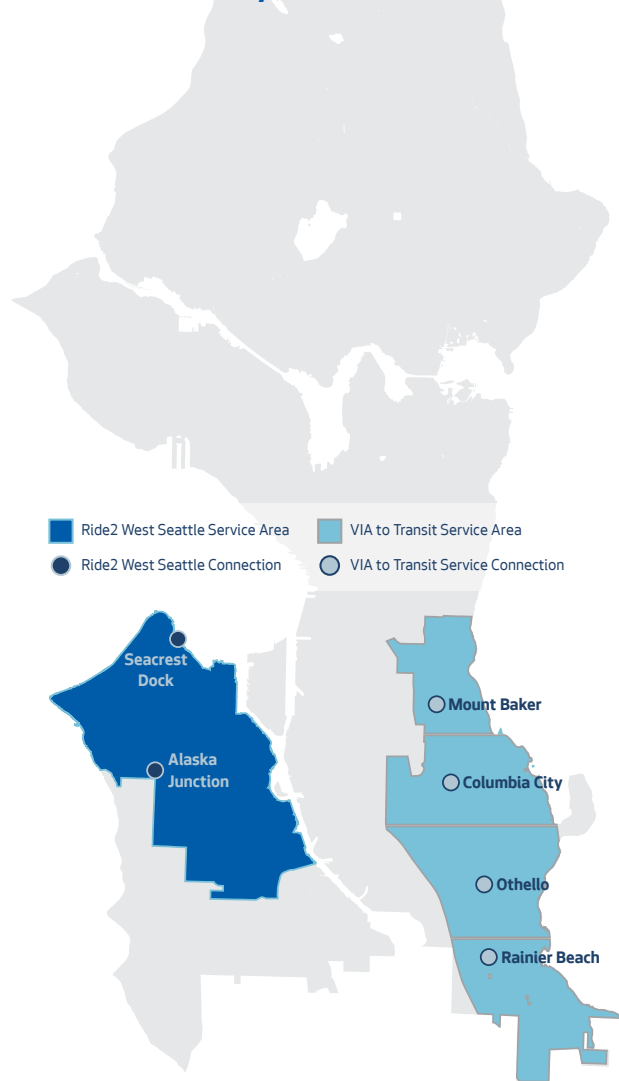 Ride2 West Seattle Service Area
VIA to Transit Service Area
Ride2 West Seattle Connection
VIA to Transit Service Connection
Seacrest
Dock
Alaska
Junction
Mount Baker
Columbia City
Othello
Rainier Beach